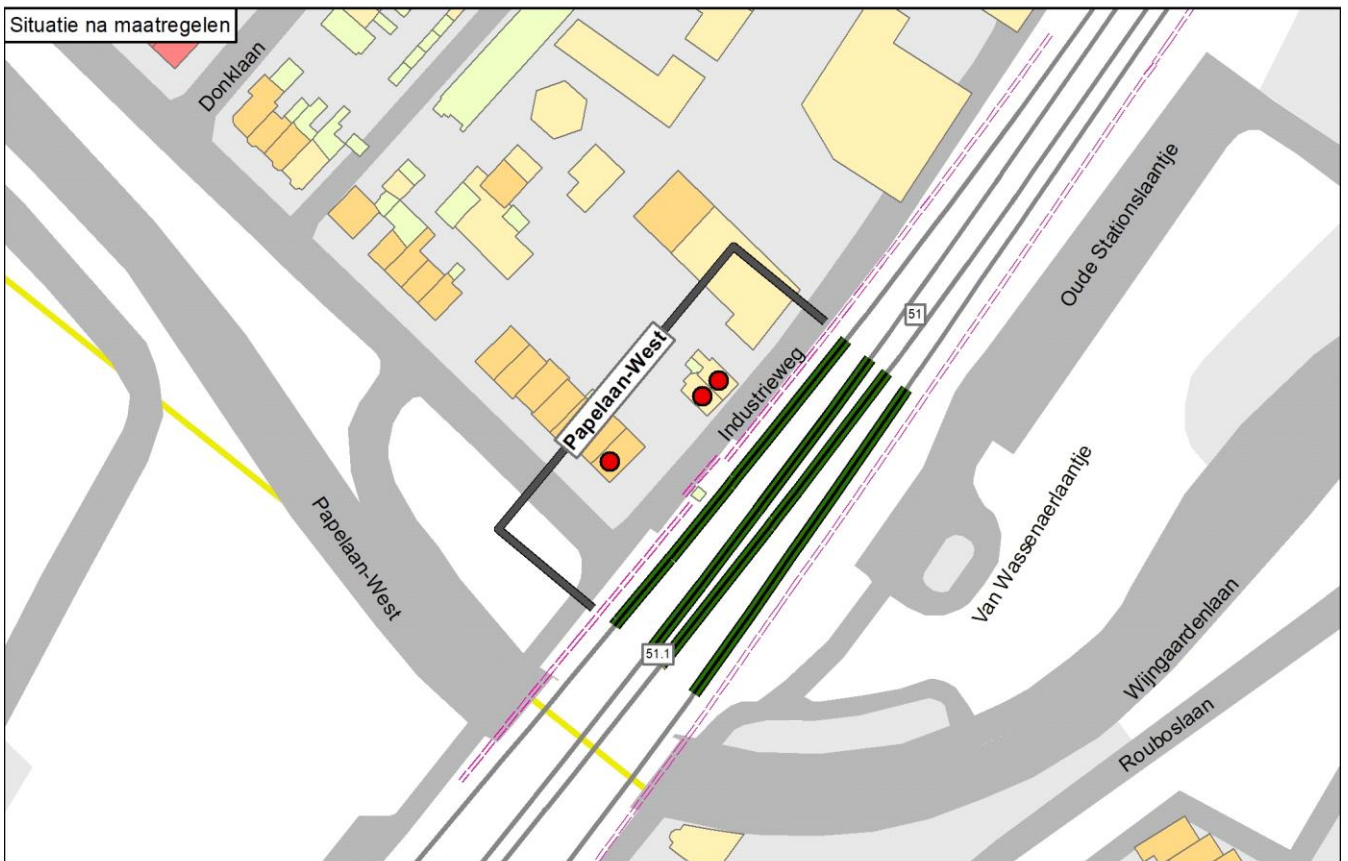 Situatie na maatregelen
Donklaan
Oude Stationslaantje
51
Papelaan-West
Industrieweg
Van Wassenaerlaantje
Papelaan-West
51.1
Wijngaardenlaan
Rouboslaan